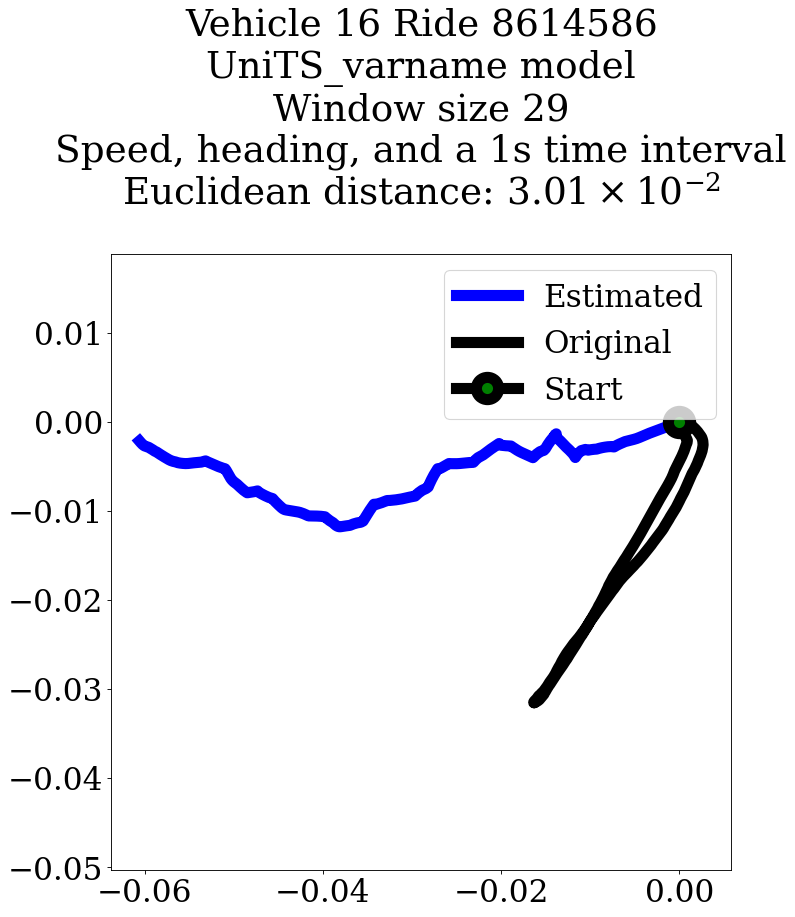 Vehicle 16 Ride 8614586
UniTS_varname model
Window size 29
Speed, heading, and a 1s time interval
Euclidean distance: 3.01 × 10⁻²
Estimated
Original
Start
0.01
0.00
−0.01
−0.02
−0.03
−0.04
−0.05
−0.06
−0.04
−0.02
0.00